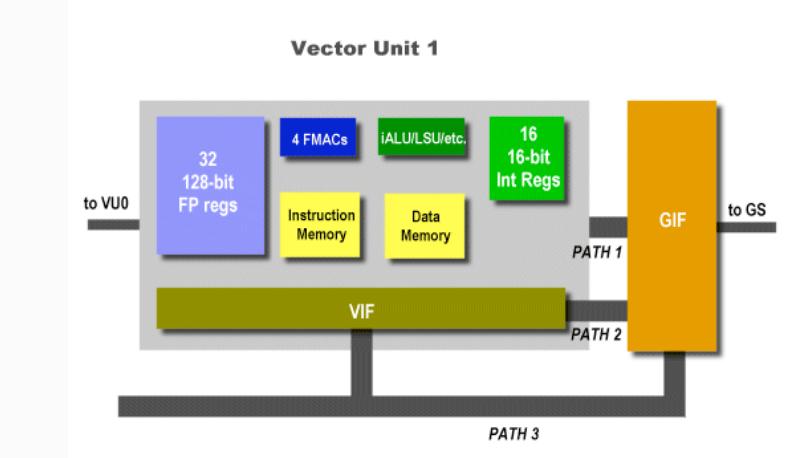 Vector Unit 1
32
128-bit
FP regs
4 FMACs
iALU/LSU/etc.
16
16-bit
Int Regs
to VU0
Instruction
Memory
Data
Memory
GIF
to GS
PATH 1
VIF
PATH 2
PATH 3